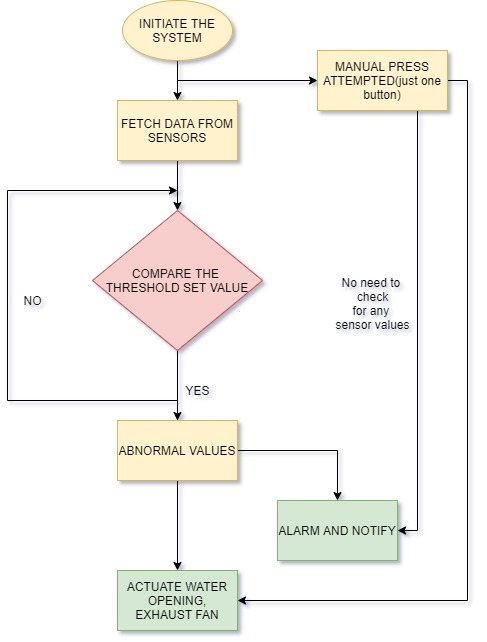 INITIATE THE
SYSTEM
MANUAL PRESS
ATTEMPTED(just one
button)
FETCH DATA FROM
SENSORS
COMPARE THE
THRESHOLD SET VALUE
NO
No need to
check
for any
sensor values
YES
ABNORMAL VALUES
ALARM AND NOTIFY
ACTUATE WATER
OPENING,
EXHAUST FAN